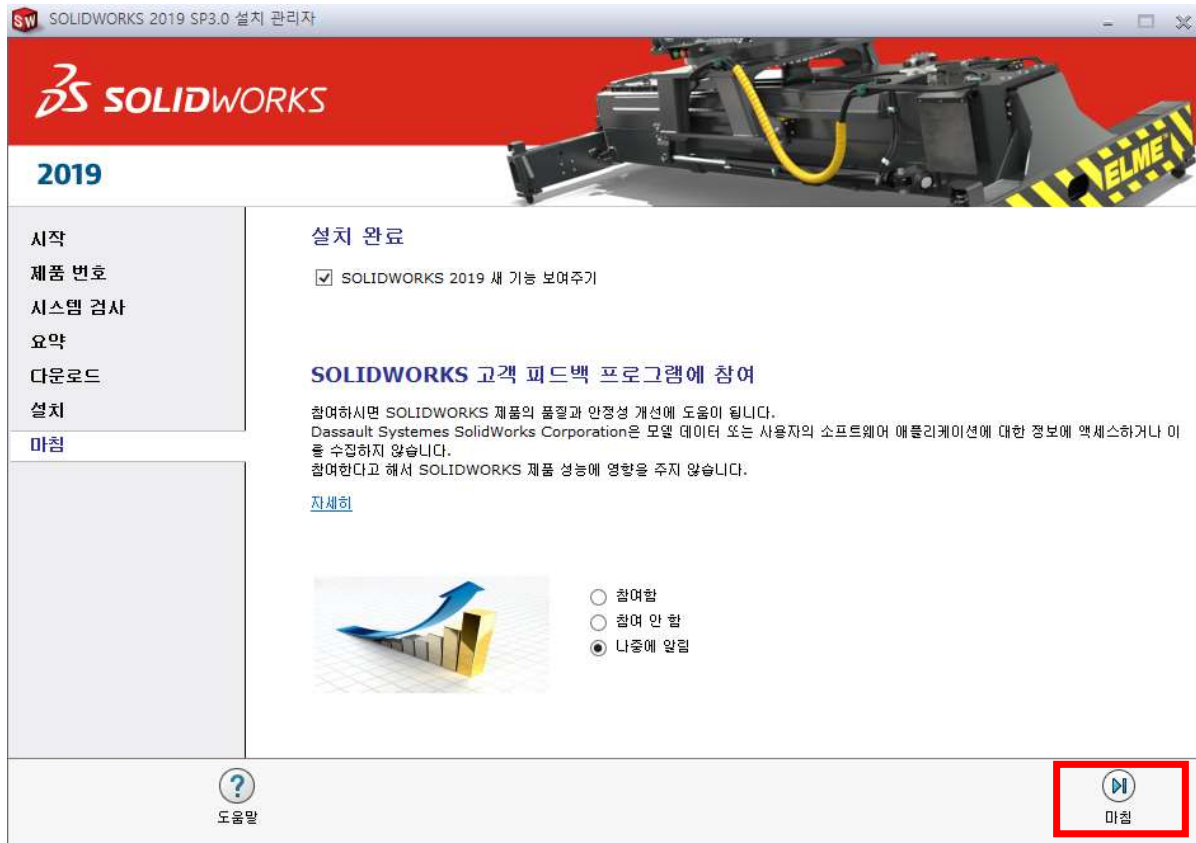 SW SOLIDWORKS 2019 SP3.0 설치 관리자
SOLIDWORKS
ELME
2019
시작
제품 번호
시스템 검사
요약
다운로드
설치
마침
설치 완료
SOLIDWORKS 2019 새 기능 보여주기
SOLIDWORKS 고객 피드백 프로그램에 참여
참여하시면 SOLIDWORKS 제품의 품질과 안정성 개선에 도움이 됩니다.
Dassault Systemes SolidWorks Corporation은 모델 데이터 또는 사용자의 소프트웨어 애플리케이션에 대한 정보에 액세스하거나 이
를 수집하지 않습니다.
참여한다고 해서 SOLIDWORKS 제품 성능에 영향을 주지 않습니다.
자세히
참여함
참여 안 함
나중에 알림
도움말
마침